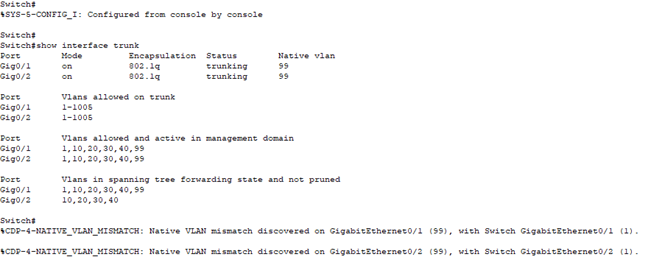 Switch#
%SYS-5-CONFIG_I: Configured from console by console
Switch#
Switch#show interface trunk
Port Mode Encapsulation Status Native vlan
Gig0/1 on 802.1q trunking 99
Gig0/2 on 802.1q trunking 99
Port Vlans allowed on trunk
Gig0/1 1-1005
Gig0/2 1-1005
Port Vlans allowed and active in management domain
Gig0/1 1,10,20,30,40,99
Gig0/2 1,10,20,30,40,99
Port Vlans in spanning tree forwarding state and not pruned
Gig0/1 1,10,20,30,40,99
Gig0/2 10,20,30,40
Switch#
%CDP-4-NATIVE_VLAN_MISMATCH: Native VLAN mismatch discovered on GigabitEthernet0/1 (99), with Switch GigabitEthernet0/1 (1).
%CDP-4-NATIVE_VLAN_MISMATCH: Native VLAN mismatch discovered on GigabitEthernet0/2 (99), with Switch GigabitEthernet0/2 (1).